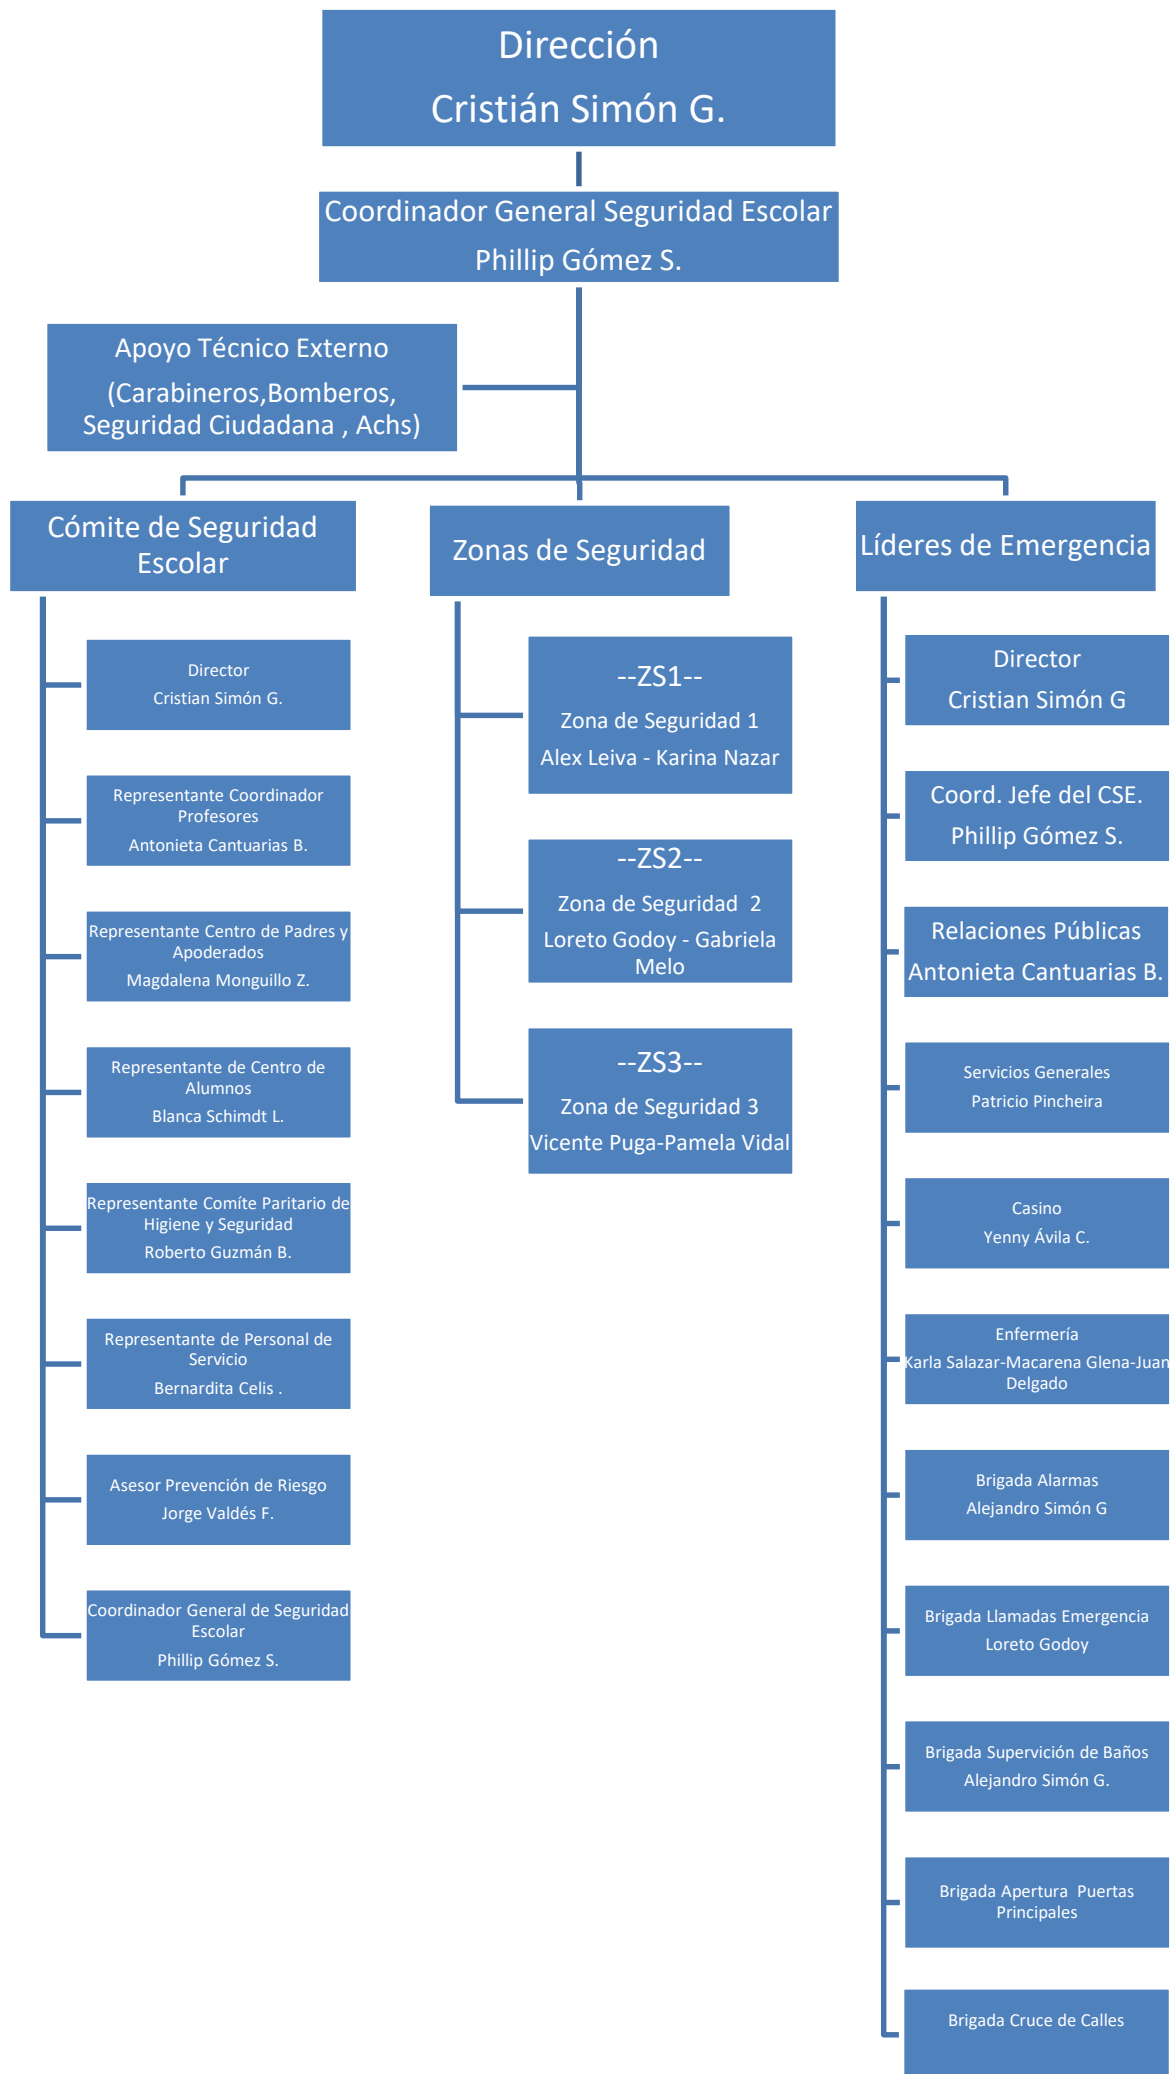 Dirección
Cristián Simón G.
Coordinador General Seguridad Escolar
Phillip Gómez S.
Apoyo Técnico Externo
(Carabineros,Bomberos,
Seguridad Ciudadana , Achs)
Cómite de Seguridad
Escolar
Director
Cristian Simón G.
Representante Coordinador
Profesores
Antonieta Cantuarias B.
Representante Centro de Padres y
Apoderados
Magdalena Monguillo Z.
Representante de Centro de
Alumnos
Blanca Schimdt L.
Representante Comíte Paritario de
Higiene y Seguridad
Roberto Guzmán B.
Representante de Personal de
Servicio
Bernardita Celis .
Asesor Prevención de Riesgo
Jorge Valdés F.
Coordinador General de Seguridad
Escolar
Phillip Gómez S.
Zonas de Seguridad
--ZS1--
Zona de Seguridad 1
Alex Leiva - Karina Nazar
--ZS2--
Zona de Seguridad  2
Loreto Godoy - Gabriela
Melo
--ZS3--
Zona de Seguridad 3
Vicente Puga-Pamela Vidal
Líderes de Emergencia
Director
Cristian Simón G
Coord. Jefe del CSE.
Phillip Gómez S.
Relaciones Públicas
Antonieta Cantuarias B.
Servicios Generales
Patricio Pincheira
Casino
Yenny Ávila C.
Enfermería
Karla Salazar-Macarena Glena-Juan
Delgado
Brigada Alarmas
Alejandro Simón G
Brigada Llamadas Emergencia
Loreto Godoy
Brigada Supervición de Baños
Alejandro Simón G.
Brigada Apertura  Puertas
Principales
Brigada Cruce de Calles